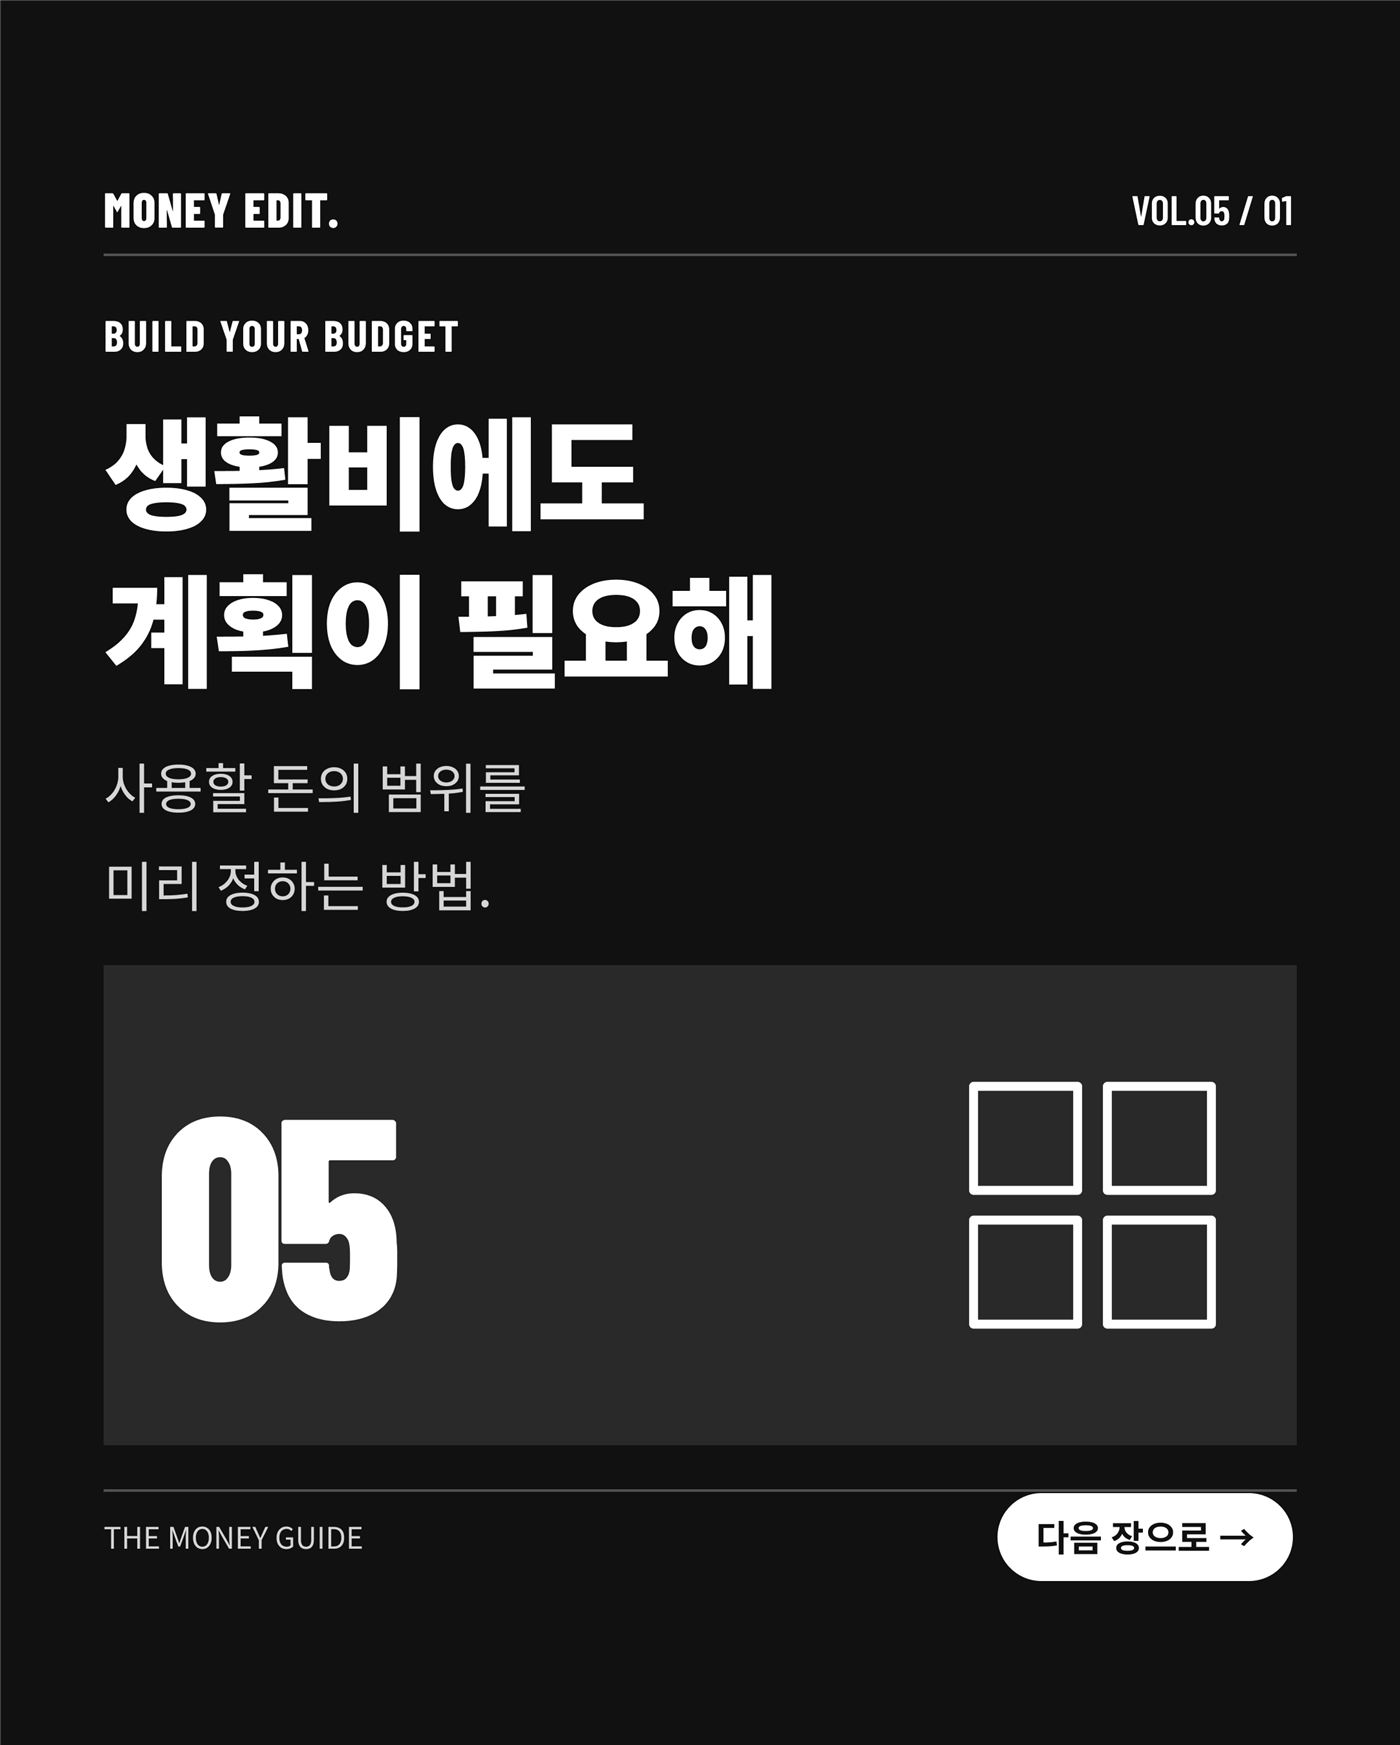 MONEY EDIT.
VOL.05 / 01
BUILD YOUR BUDGET
생활비에도
계획이 필요해
사용할 돈의 범위를
미리 정하는 방법.
05
THE MONEY GUIDE
다음 장으로 →